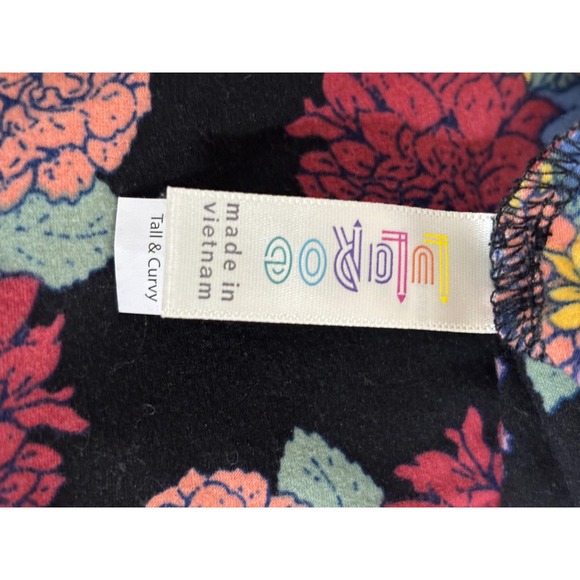 LuLaRoe
made in
vietnam
Tall & Curvy